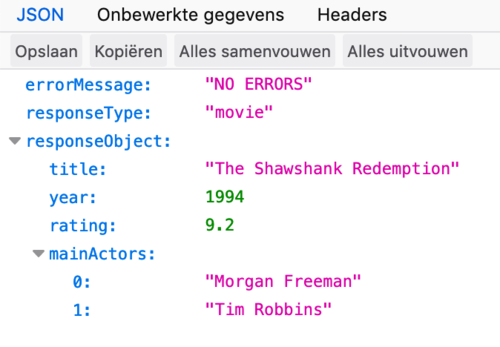 JSON Onbewerkte gegevens Headers
Opslaan Kopiëren Alles samenvouwen Alles uitvouwen
errorMessage: "NO ERRORS"
responseType: "movie"
responseObject:
title: "The Shawshank Redemption"
year: 1994
rating: 9.2
mainActors:
0: "Morgan Freeman"
1: "Tim Robbins"